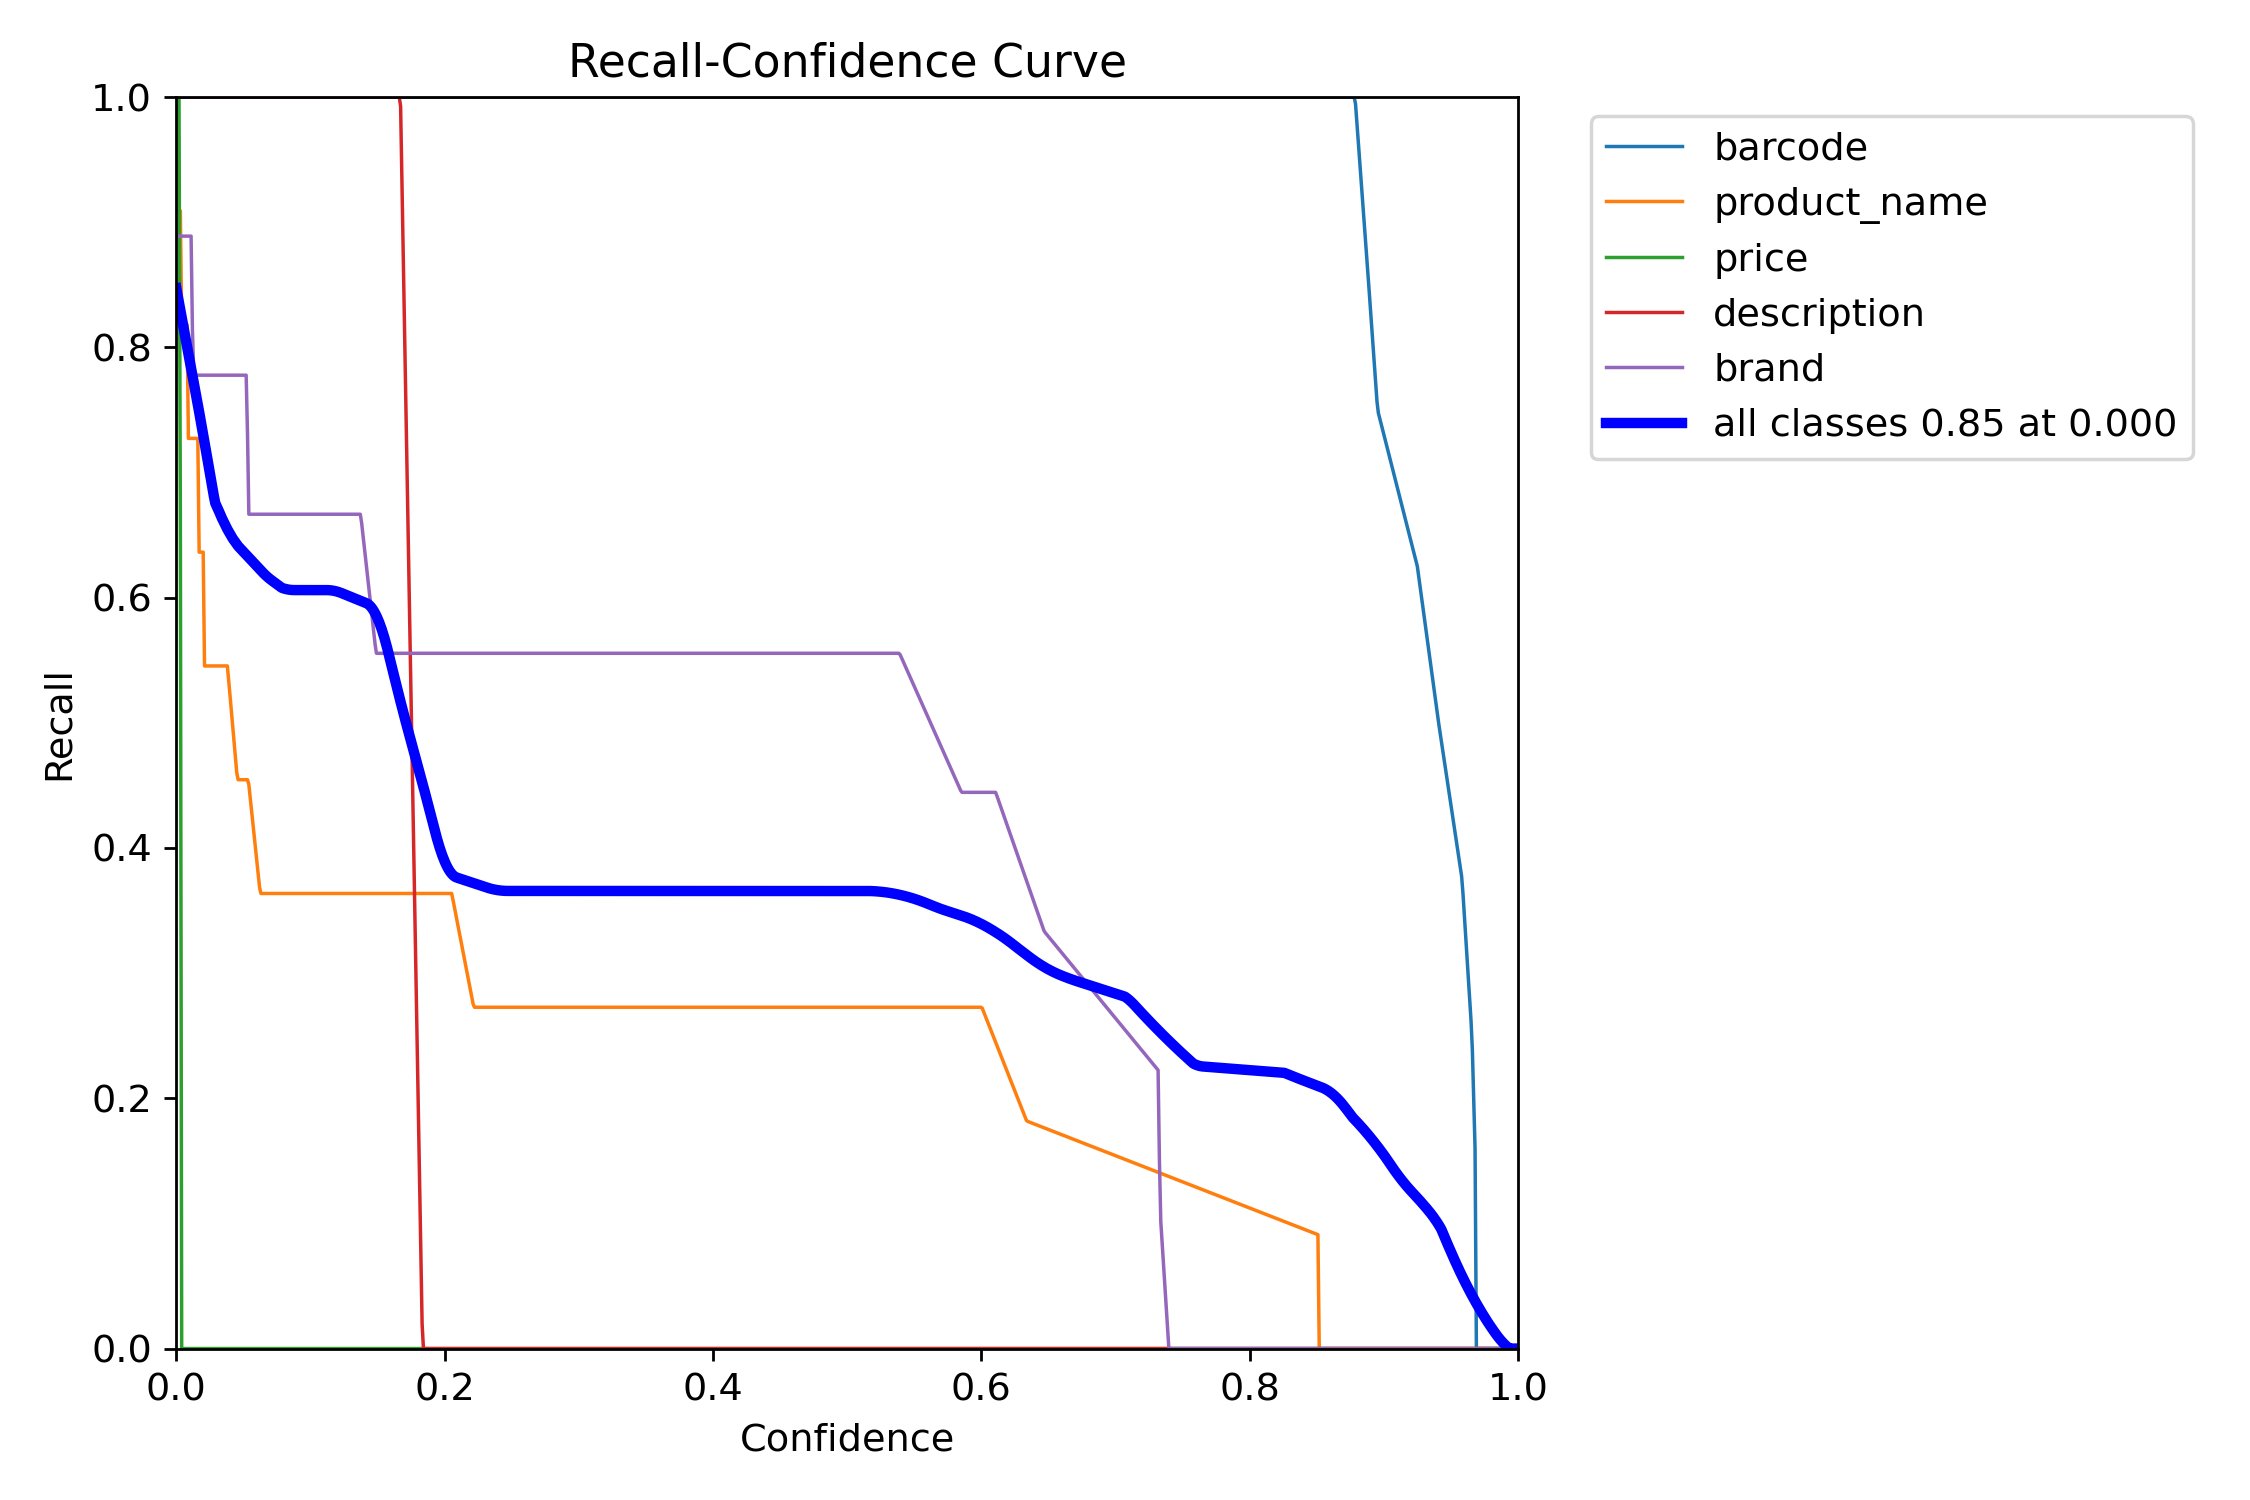 Recall-Confidence Curve
1.0
0.8
0.6
0.4
0.2
0.0
Recall
0.0 0.2 0.4 0.6 0.8 1.0
Confidence
barcode
product_name
price
description
brand
all classes 0.85 at 0.000